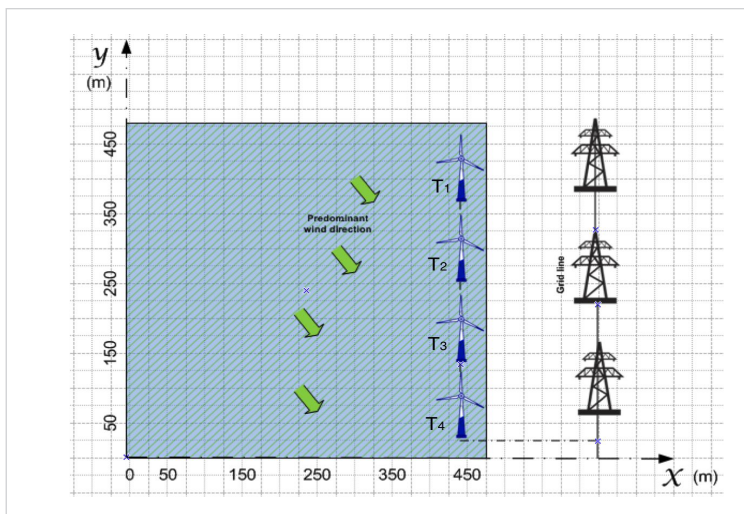 y
(m)
450
350
250
150
50
T1
T2
T3
T4
Predominant
wind direction
Grid line
0 50 150 250 350 450
X (m)